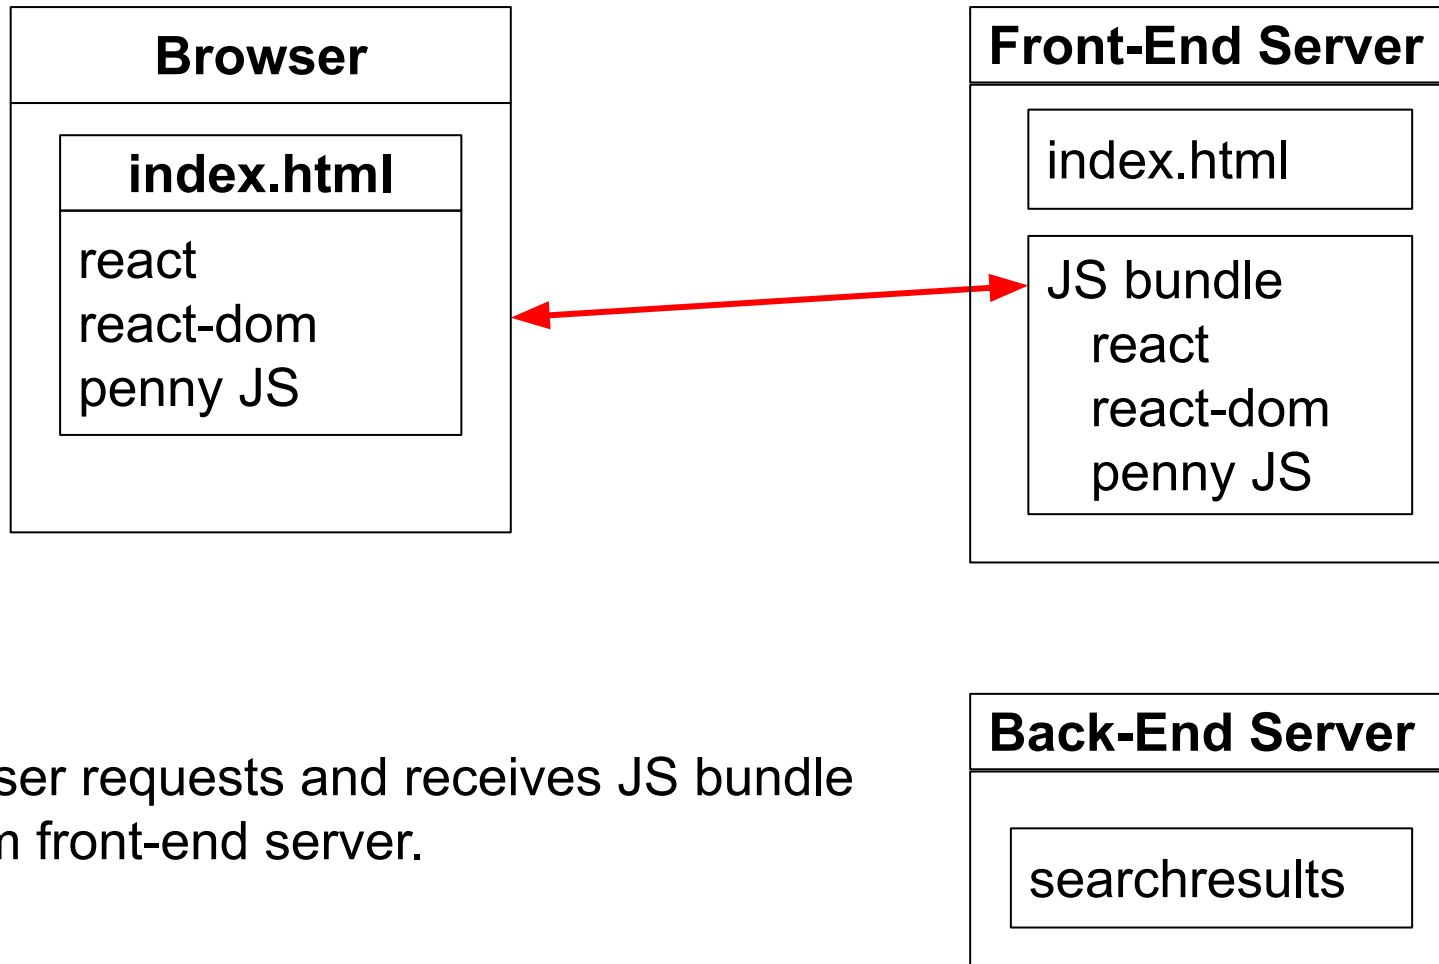 Browser
index.html
react
react-dom
penny JS
Front-End Server
index.html
JS bundle
react
react-dom
penny JS
requests and receives JS bundle
front-end server.
Back-End Server
searchresults